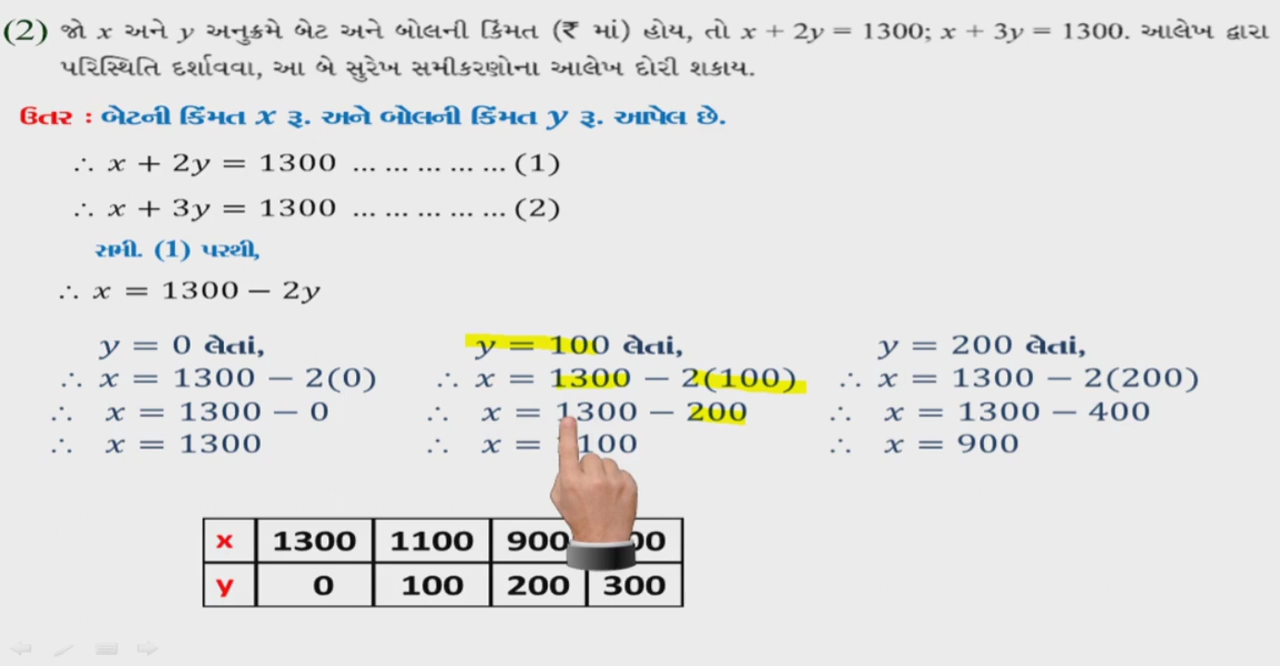 (2) જો x અને y અનુક્રમે બેટ અને બોલની કિંમત (₹ માં) હોય, તો x + 2y = 1300; x + 3y = 1300. આલેખ દ્વારા
પરિસ્થિતિ દર્શાવવા, આ બે સુરેખ સમીકરણોના આલેખ દોરી શકાય.
ઉતર : બેટની કિંમત x રૂ. અને બોલની કિંમત y રૂ. આપેલ છે.
∴ x + 2y = 1300 ... ... ... ... ... (1)
∴ x + 3y = 1300 ... ... ... ... ... (2)
સમી. (1) પરથી,
∴ x = 1300 − 2y
y = 0 લેતાં, y = 100 લેતાં, y = 200 લેતાં,
∴ x = 1300 − 2(0) ∴ x = 1300 − 2(100) ∴ x = 1300 − 2(200)
∴ x = 1300 − 0 ∴ x = 1300 − 200 ∴ x = 1300 − 400
∴ x = 1300 ∴ x = 100 ∴ x = 900
x 1300 1100 900 00
y 0 100 200 300